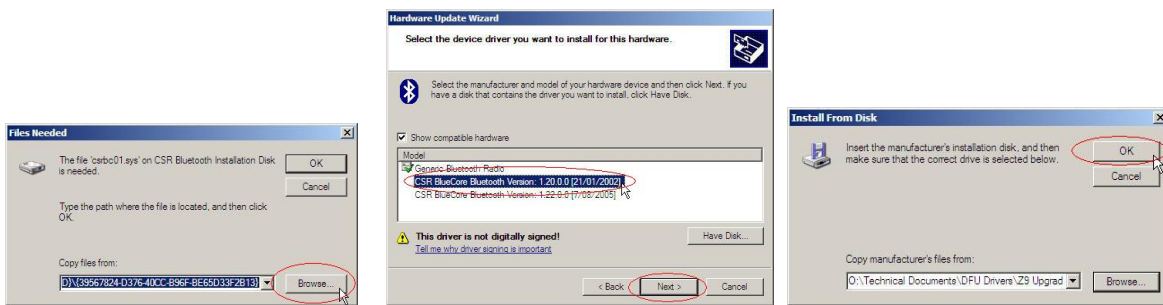 Files Needed
The file 'csrbc01.sys' on CSR Bluetooth Installation Disk
is needed.
Type the path where the file is located, and then click
OK.
OK
Cancel
Copy files from:
D}\{39567824-D376-40CC-B96F-BE65D33F2B13}
Browse...
Hardware Update Wizard
Select the device driver you want to install for this hardware.
Select the manufacturer and model of your hardware device and then click Next. If you
have a disk that contains the driver you want to install, click Have Disk.
Show compatible hardware
Model
Generic Bluetooth Radio
CSR BlueCore Bluetooth Version: 1.20.0.0 [21/01/2002]
CSR BlueCore Bluetooth Version: 1.22.0.0 [7/08/2005]
This driver is not digitally signed!
Tell me why driver signing is important
Have Disk...
< Back
Next >
Cancel
Install From Disk
Insert the manufacturer's installation disk, and then
make sure that the correct drive is selected below.
OK
Cancel
Copy manufacturer's files from:
O:\Technical Documents\DFU Drivers\Z9 Upgrad
Browse...